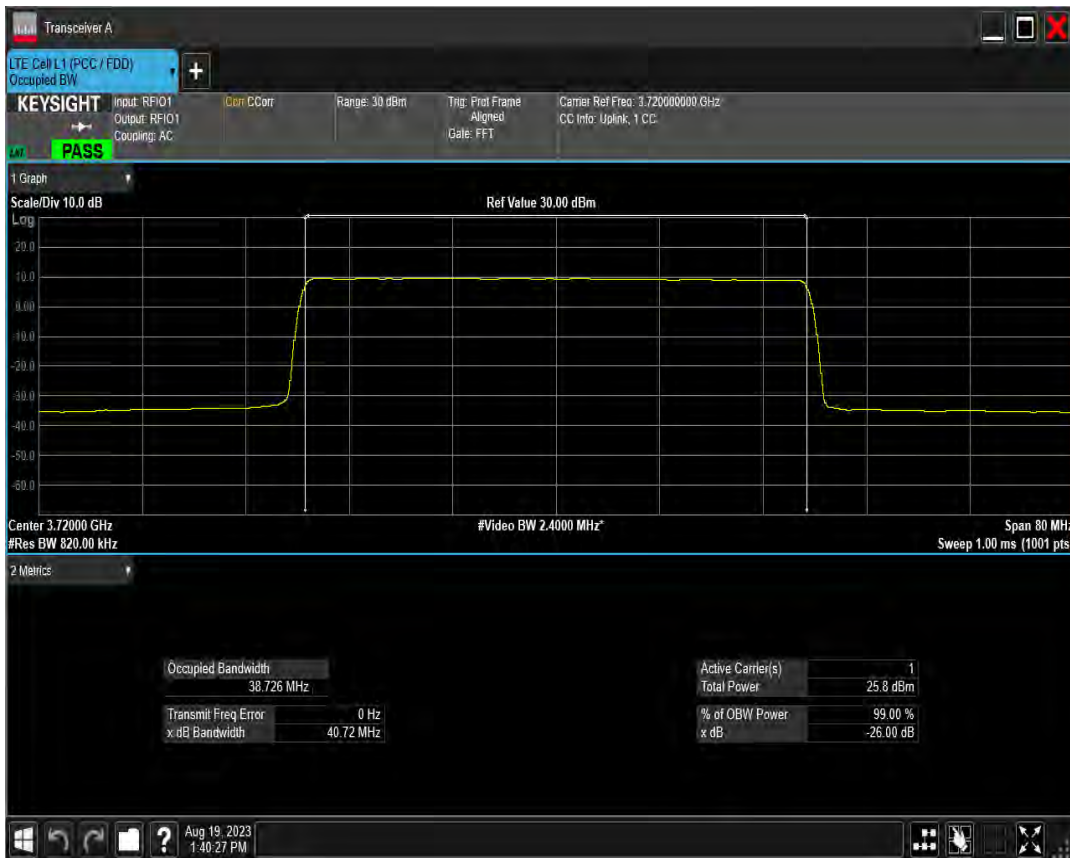 Transceiver A
LTE Cell L1 (PCC / FDD)
Occupied BW
+
KEYSIGHT
Input: RFIO1
Output: RFIO1
Coupling: AC
Corr CCorr
Range: 30 dBm
Trig: Prot Frame
Aligned
Gate: FFT
Carrier Ref Freq: 3.720000000 GHz
CC Info: Uplink, 1 CC
PASS
1 Graph
Scale/Div 10.0 dB
Ref Value 30.00 dBm
Log
20.0
10.0
0.00
-10.0
-20.0
-30.0
-40.0
-50.0
-60.0
Center 3.72000 GHz
#Video BW 2.4000 MHz*
Span 80 MHz
#Res BW 820.00 kHz
Sweep 1.00 ms (1001 pts
2 Metrics
Occupied Bandwidth
38.726 MHz
Transmit Freq Error 0 Hz
x dB Bandwidth 40.72 MHz
Active Carrier(s) 1
Total Power 25.8 dBm
% of OBW Power 99.00 %
x dB -26.00 dB
?
Aug 19, 2023
1:40:27 PM